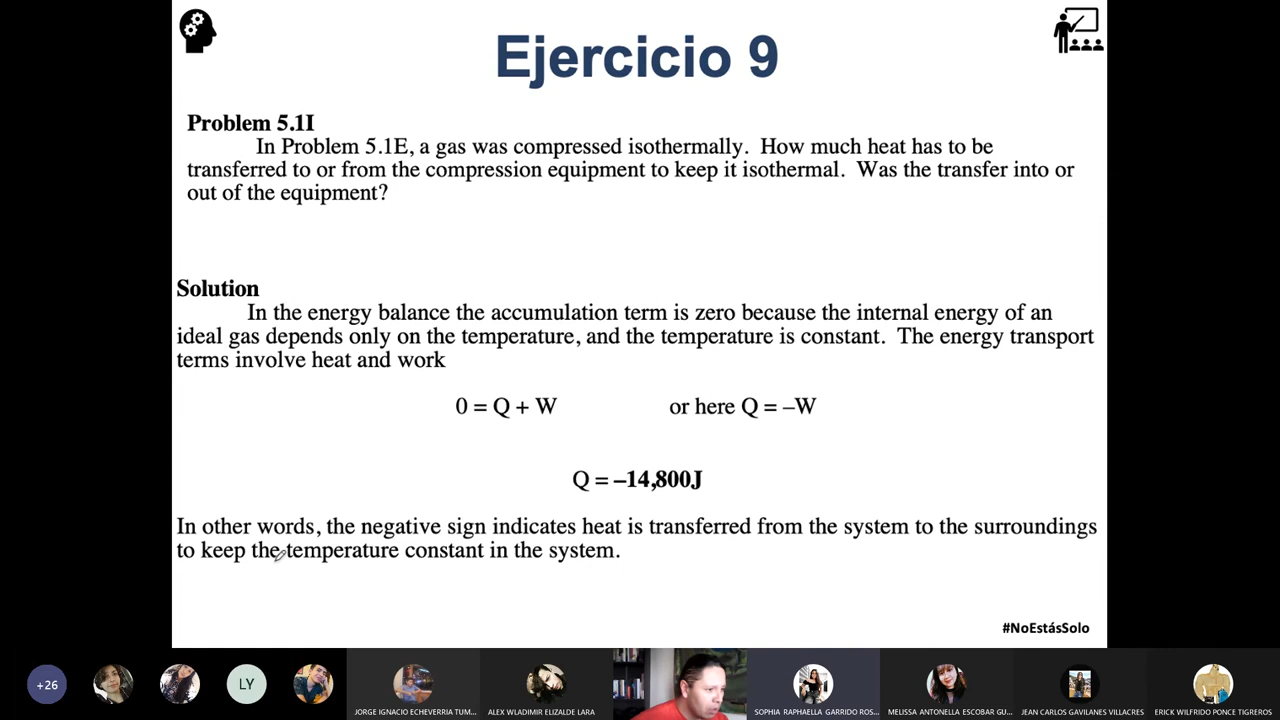 Ejercicio 9
Problem 5.1I
In Problem 5.1E, a gas was compressed isothermally. How much heat has to be
transferred to or from the compression equipment to keep it isothermal. Was the transfer into or
out of the equipment?
Solution
In the energy balance the accumulation term is zero because the internal energy of an
ideal gas depends only on the temperature, and the temperature is constant. The energy transport
terms involve heat and work
0 = Q + W or here Q = –W
Q = –14,800J
In other words, the negative sign indicates heat is transferred from the system to the surroundings
to keep the temperature constant in the system.
#NoEstásSolo
+26
LY
JORGE IGNACIO ECHEVERRIA TUM...
ALEX WLADIMIR ELIZALDE LARA
SOPHIA RAPHAELLA GARRIDO ROS...
MELISSA ANTONELLA ESCOBAR GU...
JEAN CARLOS GAVILANES VILLACRES
ERICK WILFRIDO PONCE TIGREROS